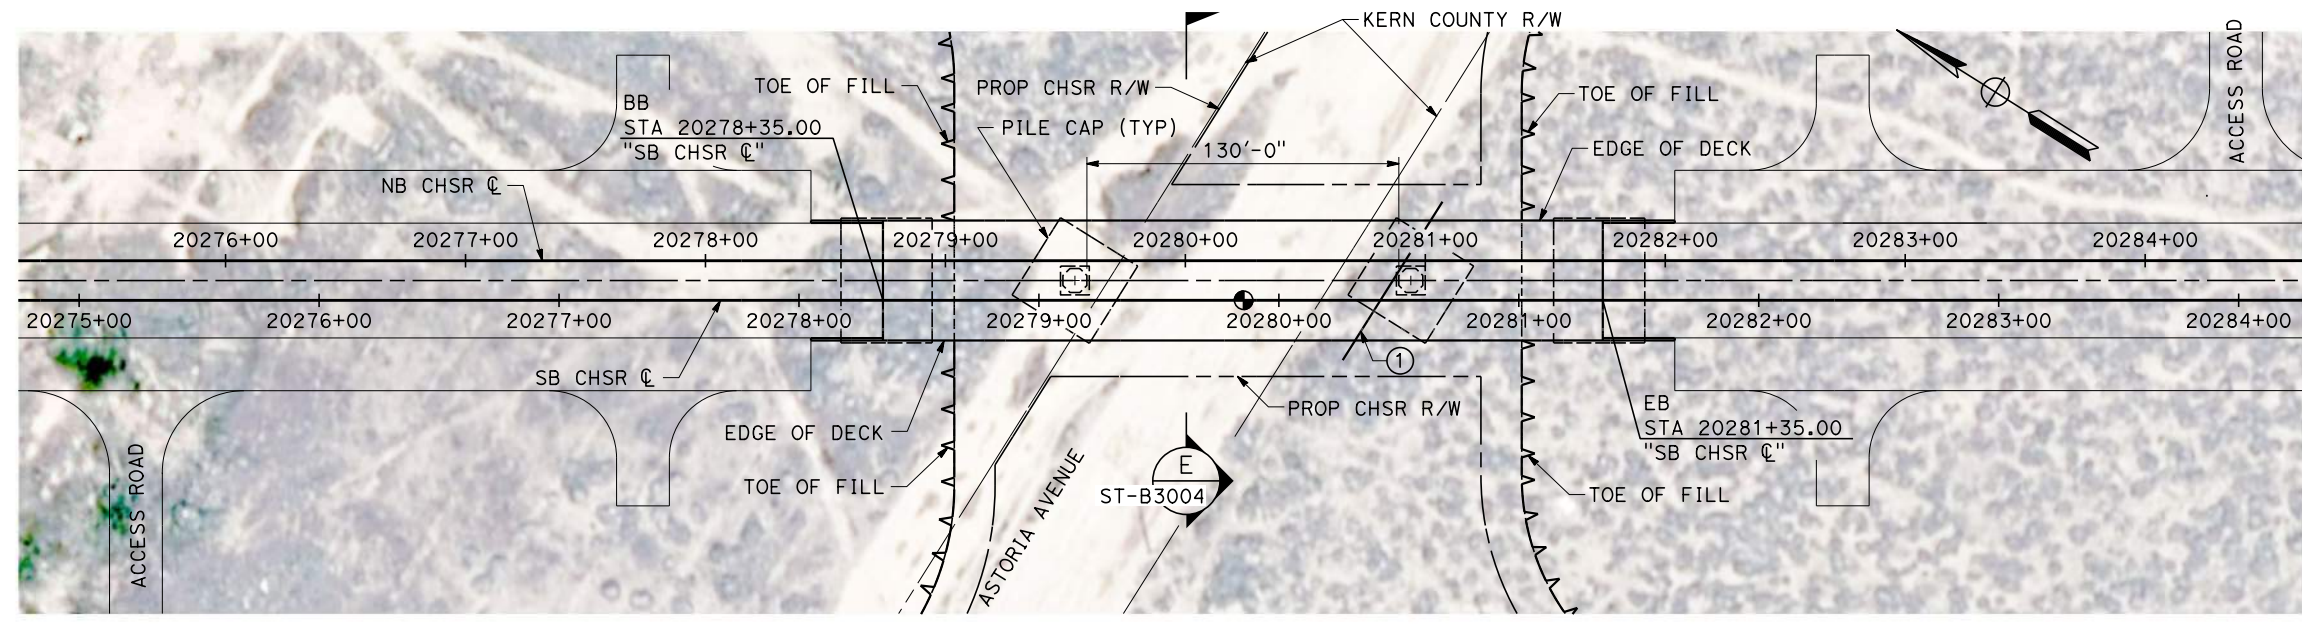 KERN COUNTY R/W
TOE OF FILL
PROP CHSR R/W
PILE CAP (TYP)
BB
STA 20278+35.00
"SB CHSR ℄"
130'-0"
TOE OF FILL
EDGE OF DECK
ACCESS ROAD
NB CHSR ℄
20276+00 20277+00 20278+00 20279+00 20280+00 20281+00 20282+00 20283+00 20284+00
20275+00 20276+00 20277+00 20278+00 20279+00 20280+00 20281+00 20282+00 20283+00 20284+00
1
SB CHSR ℄
PROP CHSR R/W
EDGE OF DECK
EB
STA 20281+35.00
"SB CHSR ℄"
TOE OF FILL
E
ST-B3004
TOE OF FILL
ACCESS ROAD
ASTORIA AVENUE